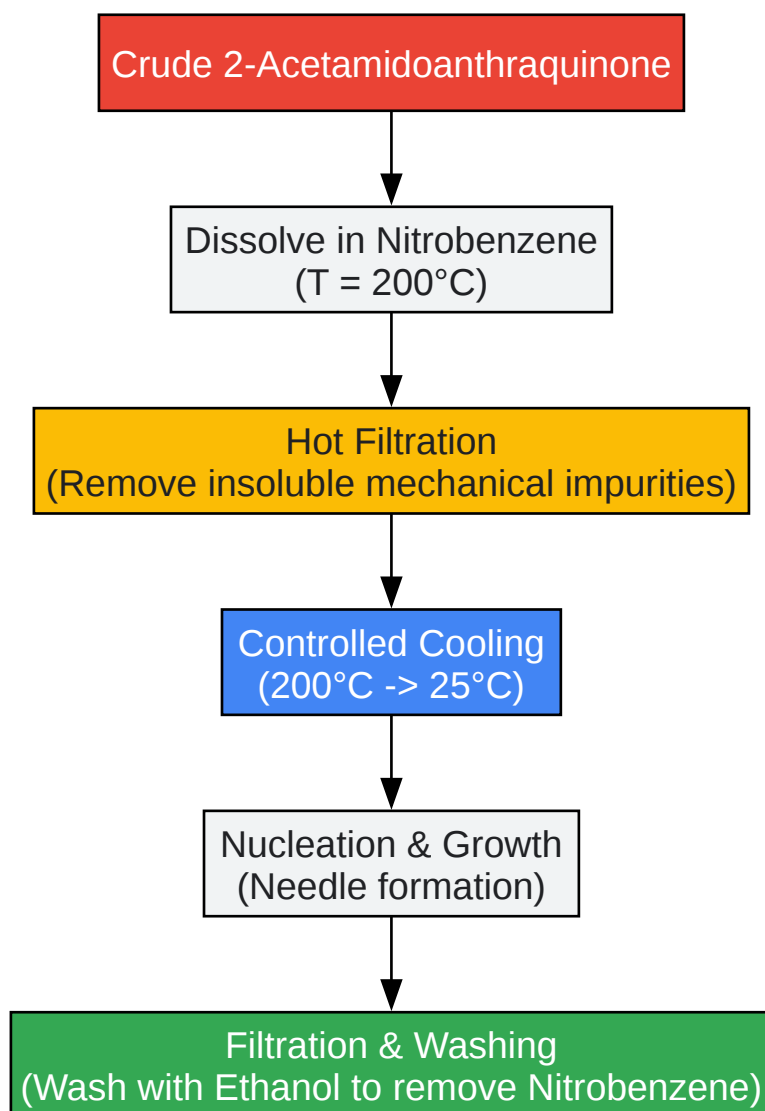 Crude 2-Acetamidoanthraquinone
Dissolve in Nitrobenzene
(T = 200°C)
Hot Filtration
(Remove insoluble mechanical impurities)
Controlled Cooling
(200°C -> 25°C)
Nucleation & Growth
(Needle formation)
Filtration & Washing
(Wash with Ethanol to remove Nitrobenzene)